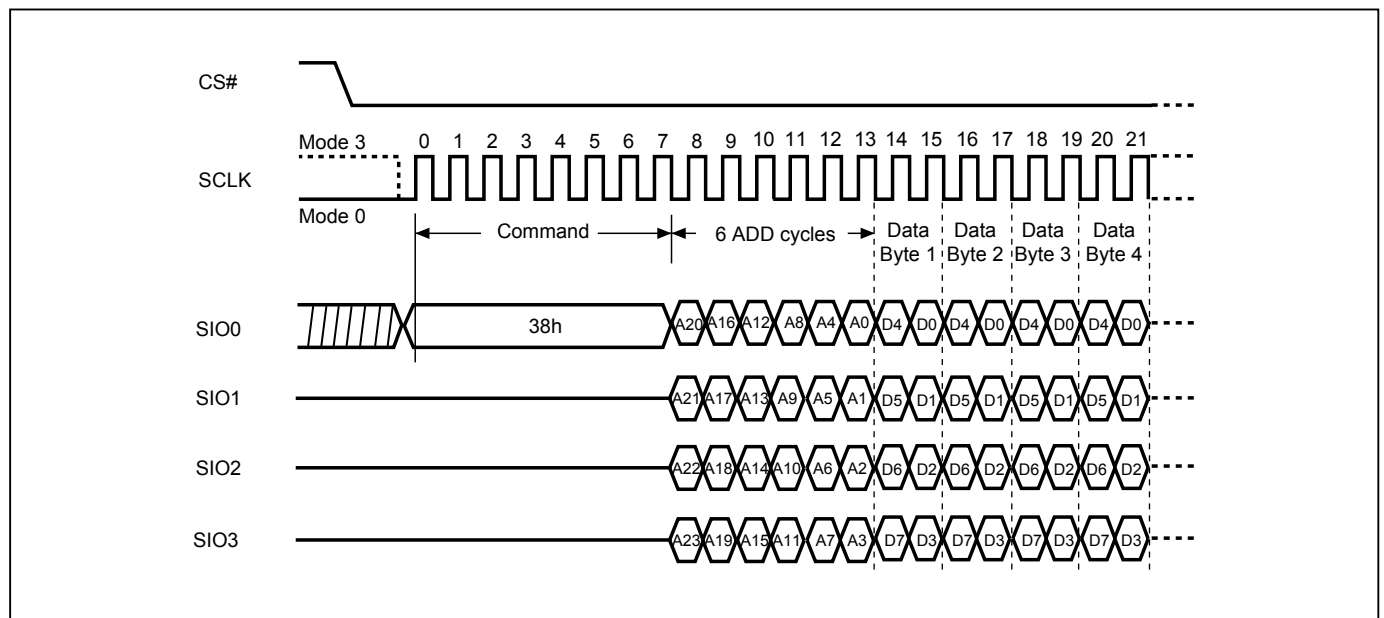 CS#
Mode 3
0 1 2 3 4 5 6 7 8 9 10 11 12 13 14 15 16 17 18 19 20 21
SCLK
Mode 0
Command
6 ADD cycles
Data Byte 1
Data Byte 2
Data Byte 3
Data Byte 4
SIO0
38h
A20 A16 A12 A8 A4 A0 D4 D0 D4 D0 D4 D0 D4 D0
SIO1
A21 A17 A13 A9 A5 A1 D5 D1 D5 D1 D5 D1 D5 D1
SIO2
A22 A18 A14 A10 A6 A2 D6 D2 D6 D2 D6 D2 D6 D2
SIO3
A23 A19 A15 A11 A7 A3 D7 D3 D7 D3 D7 D3 D7 D3